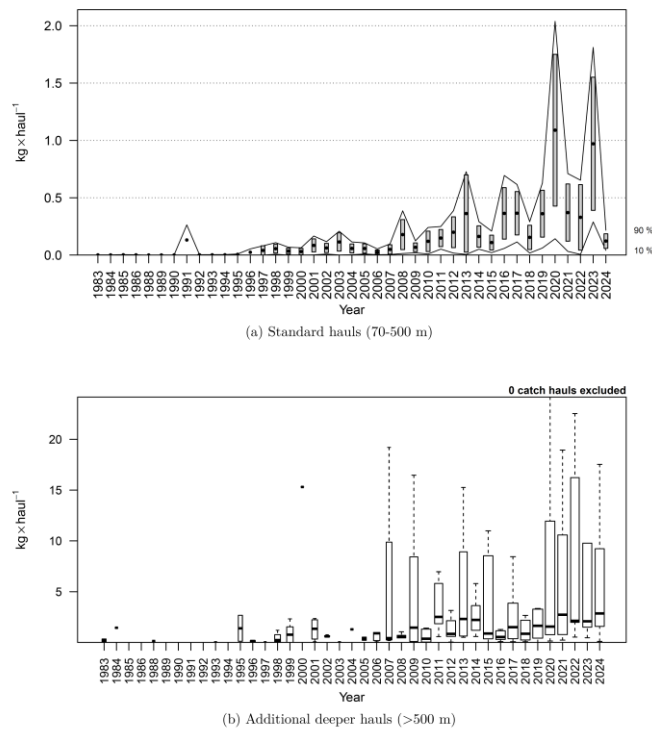 2.0
1.5
1.0
0.5
0.0
kg×haul⁻¹
90 %
10 %
1983 1984 1985 1986 1988 1989 1990 1991 1992 1993 1994 1995 1996 1997 1998 1999 2000 2001 2002 2003 2004 2005 2006 2007 2008 2009 2010 2011 2012 2013 2014 2015 2016 2017 2018 2019 2020 2021 2022 2023 2024
Year
(a) Standard hauls (70-500 m)
0 catch hauls excluded
20
15
10
5
kg×haul⁻¹
1983 1984 1985 1986 1988 1989 1990 1991 1992 1993 1994 1995 1996 1997 1998 1999 2000 2001 2002 2003 2004 2005 2006 2007 2008 2009 2010 2011 2012 2013 2014 2015 2016 2017 2018 2019 2020 2021 2022 2023 2024
Year
(b) Additional deeper hauls (>500 m)